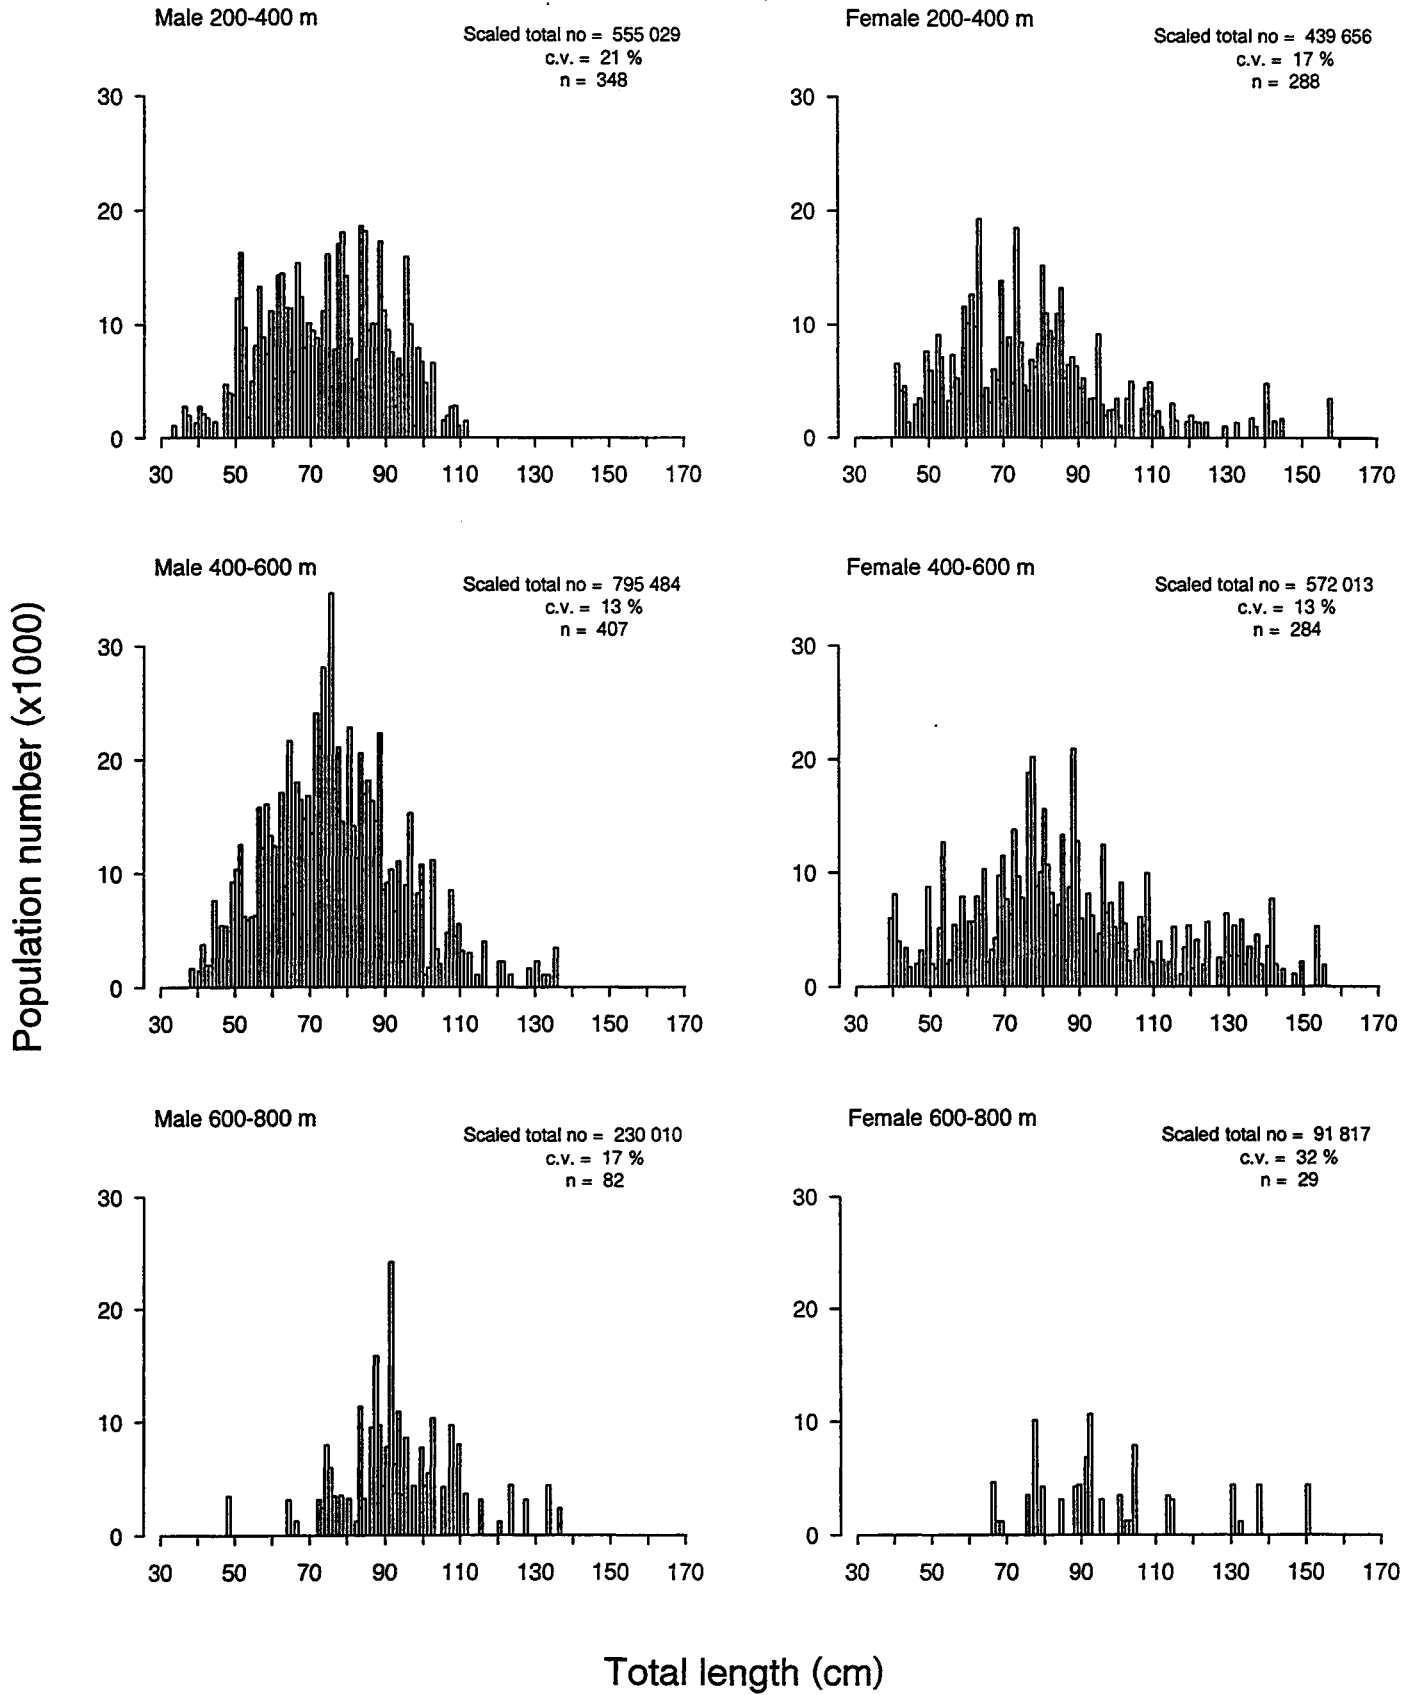 Male 200-400 m
Scaled total no = 555 029
c.v. = 21 %
n = 348
30
20
10
0
30 50 70 90 110 130 150 170
Female 200-400 m
Scaled total no = 439 656
c.v. = 17 %
n = 288
30
20
10
0
30 50 70 90 110 130 150 170
Male 400-600 m
Scaled total no = 795 484
c.v. = 13 %
n = 407
30
20
10
0
30 50 70 90 110 130 150 170
Female 400-600 m
Scaled total no = 572 013
c.v. = 13 %
n = 284
30
20
10
0
30 50 70 90 110 130 150 170
Male 600-800 m
Scaled total no = 230 010
c.v. = 17 %
n = 82
30
20
10
0
30 50 70 90 110 130 150 170
Female 600-800 m
Scaled total no = 91 817
c.v. = 32 %
n = 29
30
20
10
0
30 50 70 90 110 130 150 170
Population number (x1000)
Total length (cm)